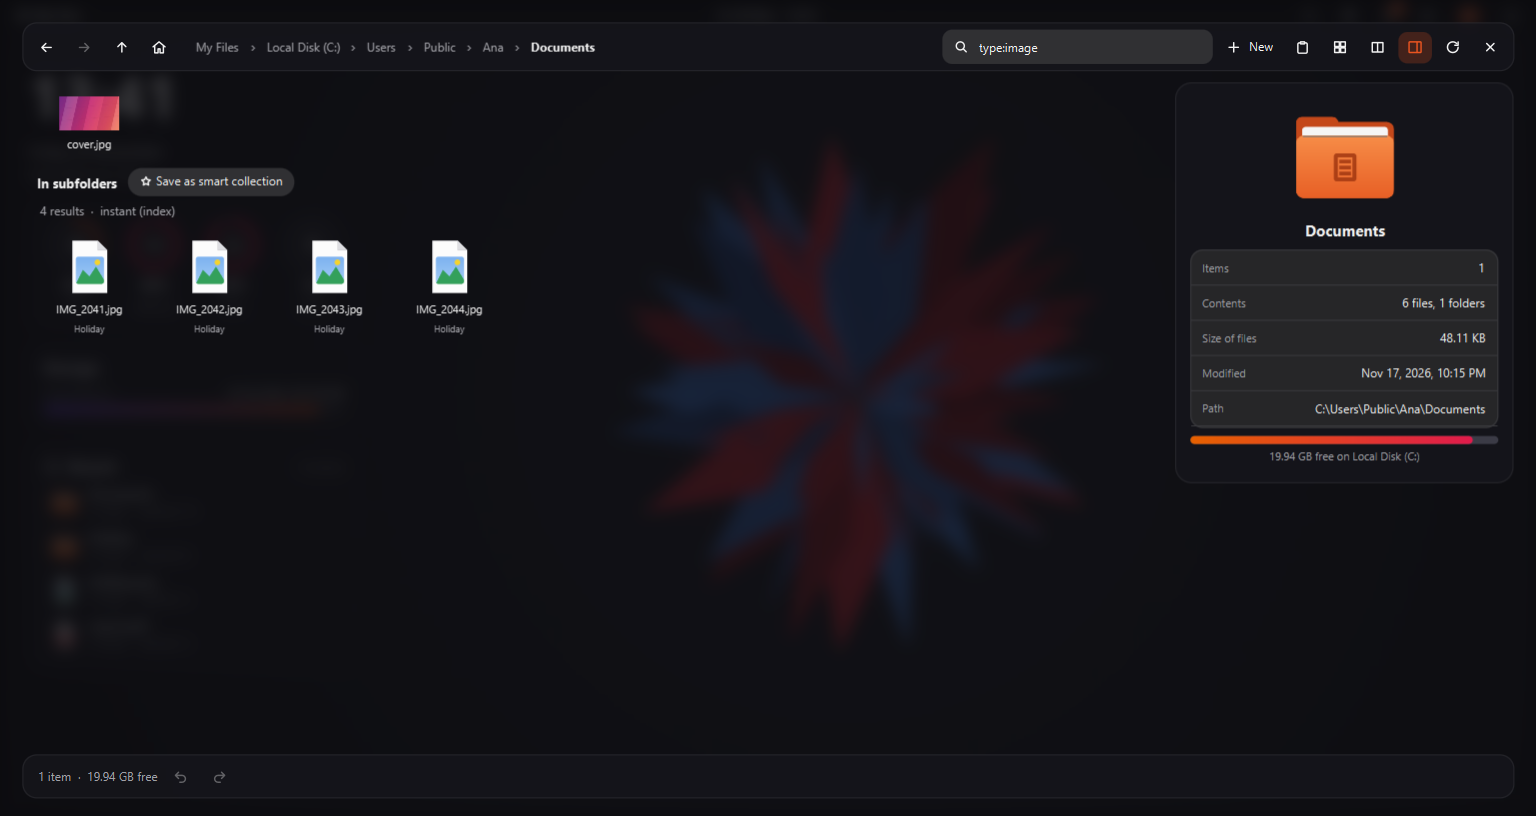 My Files › Local Disk (C:) › Users › Public › Ana › Documents
type:image
New
cover.jpg
In subfolders
Save as smart collection
4 results · instant (index)
IMG_2041.jpg
Holiday
IMG_2042.jpg
Holiday
IMG_2043.jpg
Holiday
IMG_2044.jpg
Holiday
Documents
Items 1
Contents 6 files, 1 folders
Size of files 48.11 KB
Modified Nov 17, 2026, 10:15 PM
Path C:\Users\Public\Ana\Documents
19.94 GB free on Local Disk (C:)
1 item · 19.94 GB free